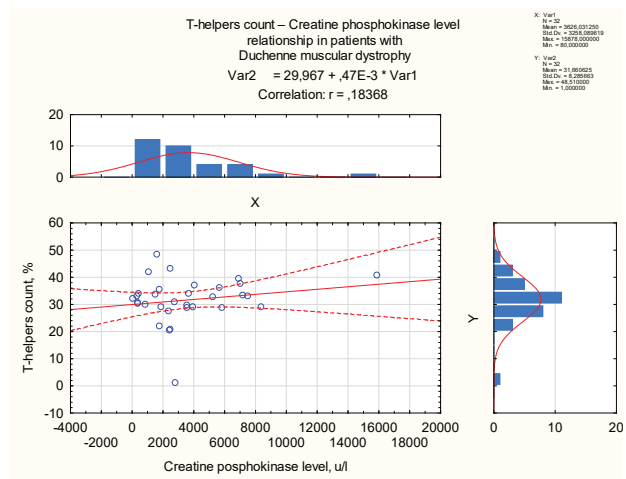 T-helpers count – Creatine phosphokinase level
relationship in patients with
Duchenne muscular dystrophy
Var2 = 29,967 + ,47E-3 * Var1
Correlation: r = ,18368
X: Var1
N = 32
Mean = 3626,031250
Std.Dv. = 3258,089619
Max. = 15878,000000
Min. = 80,000000
Y: Var2
N = 32
Mean = 31,660625
Std.Dv. = 8,285863
Max. = 48,510000
Min. = 1,000000
20
10
0
X
60
50
40
30
20
10
0
-10
T-helpers count, %
-4000 0 4000 8000 12000 16000 20000
-2000 2000 6000 10000 14000 18000
Creatine posphokinase level, u/l
Y
0 10 20